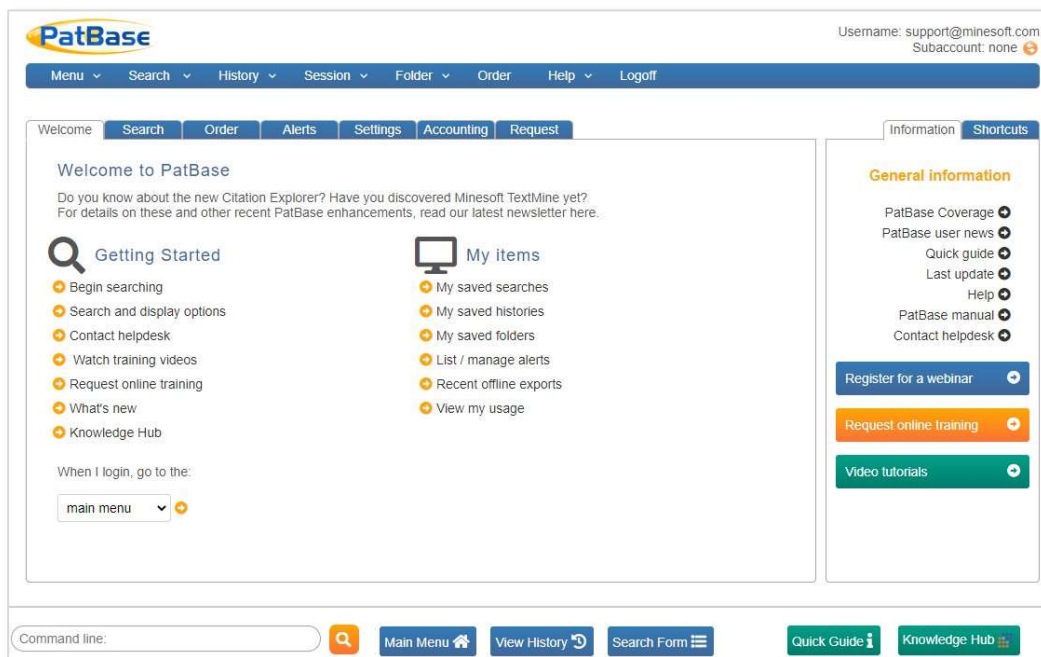 PatBase
Username: support@minesoft.com
Subaccount: none
Menu Search History Session Folder Order Help Logoff
Welcome Search Order Alerts Settings Accounting Request
Information Shortcuts
Welcome to PatBase
Do you know about the new Citation Explorer? Have you discovered Minesoft TextMine yet?
For details on these and other recent PatBase enhancements, read our latest newsletter here.
Getting Started
Begin searching
Search and display options
Contact helpdesk
Watch training videos
Request online training
What's new
Knowledge Hub
When I login, go to the:
main menu
My items
My saved searches
My saved histories
My saved folders
List / manage alerts
Recent offline exports
View my usage
General information
PatBase Coverage
PatBase user news
Quick guide
Last update
Help
PatBase manual
Contact helpdesk
Register for a webinar
Request online training
Video tutorials
Command line:
Main Menu
View History
Search Form
Quick Guide
Knowledge Hub